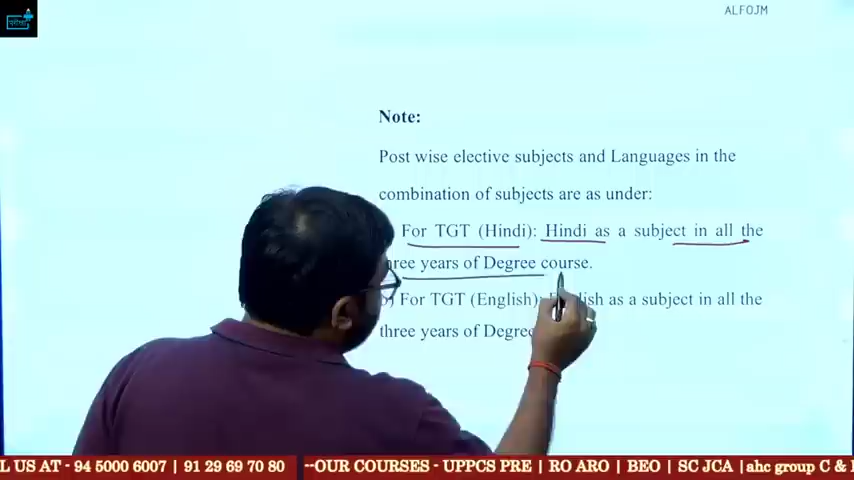 ALFOJM
परीक्षा
Note:
Post wise elective subjects and Languages in the
combination of subjects are as under:
For TGT (Hindi): Hindi as a subject in all the
three years of Degree course.
b) For TGT (English): English as a subject in all the
three years of Degree
L US AT - 94 5000 6007 | 91 29 69 70 80 --OUR COURSES - UPPCS PRE | RO ARO | BEO | SC JCA | ahc group C &